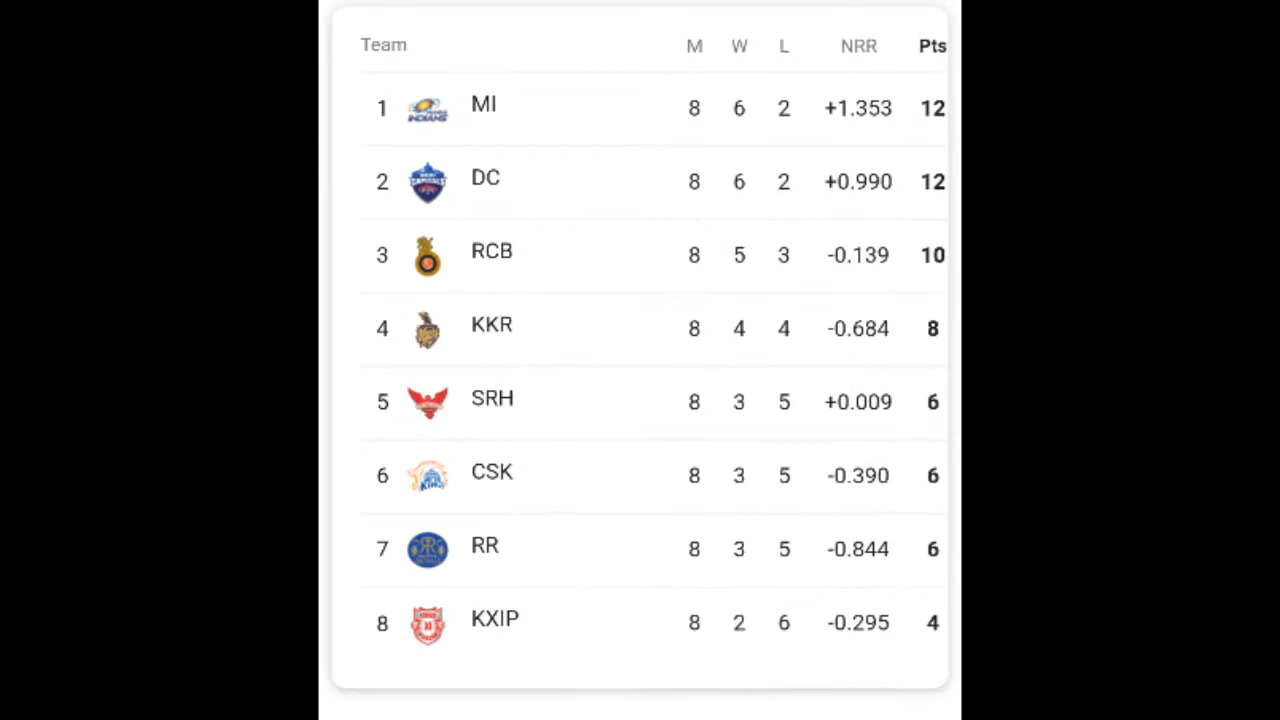 Team M W L NRR Pts
1 MI 8 6 2 +1.353 12
2 DC 8 6 2 +0.990 12
3 RCB 8 5 3 -0.139 10
4 KKR 8 4 4 -0.684 8
5 SRH 8 3 5 +0.009 6
6 CSK 8 3 5 -0.390 6
7 RR 8 3 5 -0.844 6
8 KXIP 8 2 6 -0.295 4